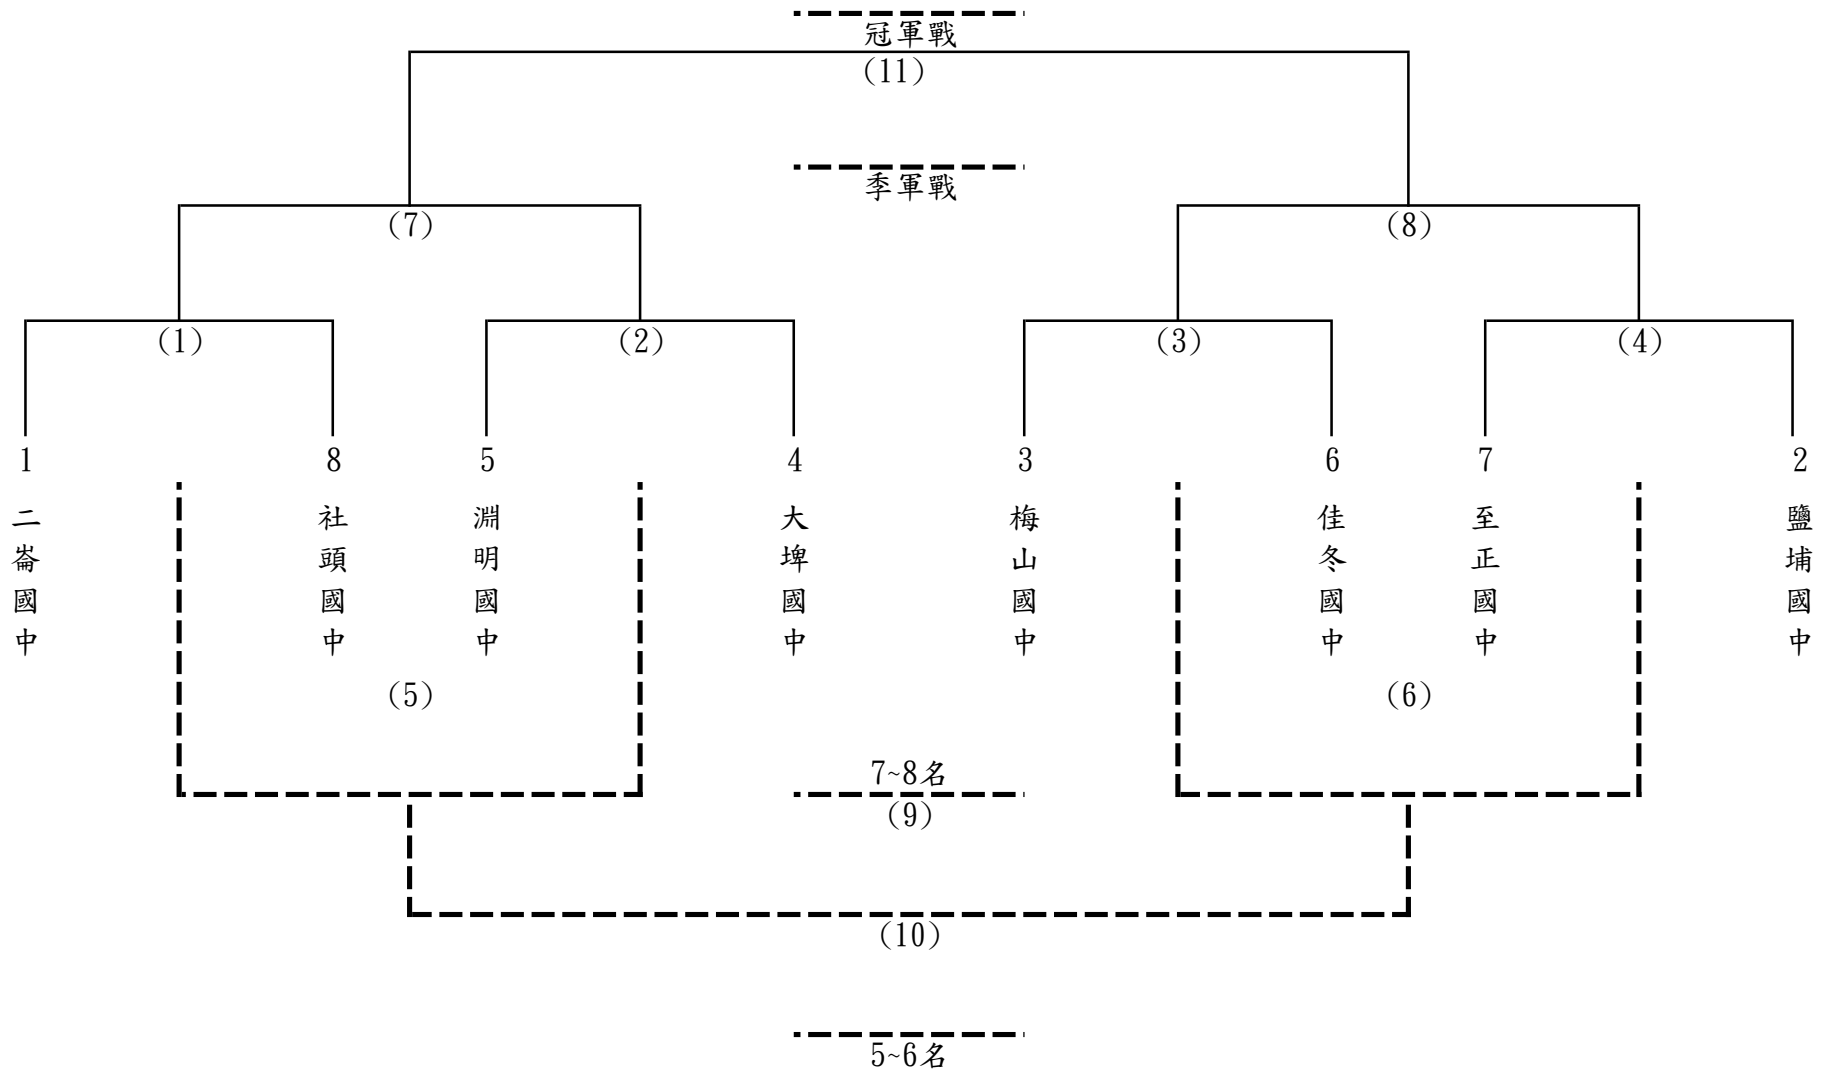 冠軍戰
(11)
季軍戰
(7)
(8)
(1)
(2)
(3)
(4)
1
8
5
4
3
6
7
2
二崙國中
社頭國中
淵明國中
大埤國中
梅山國中
佳冬國中
至正國中
鹽埔國中
(5)
(6)
7~8名
(9)
(10)
5~6名